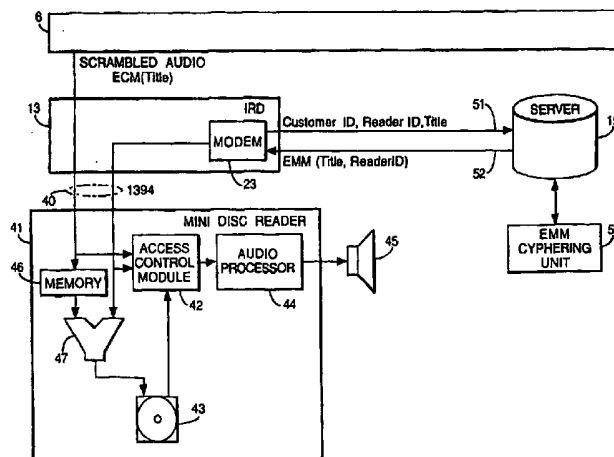 6
SCRAMBLED AUDIO
ECM(Title)
13
IRD
MODEM
23
Customer ID, Reader ID,Title
51
EMM (Title, ReaderID)
52
SERVER
EMM
CYPHERING
UNIT
40
1394
MINI DISC READER
41
46
MEMORY
ACCESS
CONTROL
MODULE
42
AUDIO
PROCESSOR
44
45
47
43